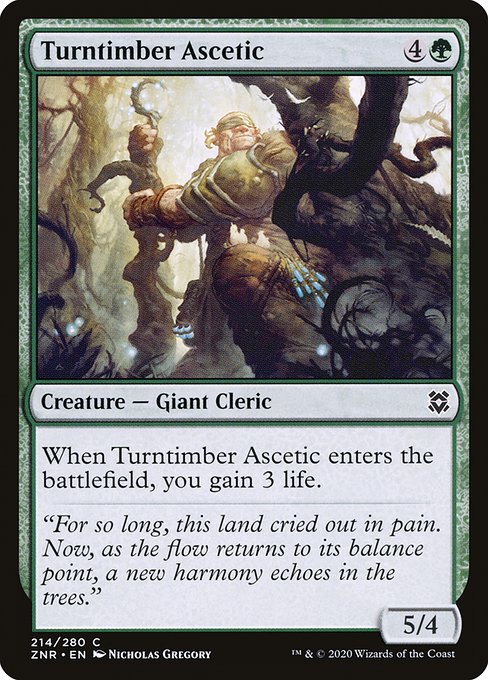 Turntimber Ascetic 4
Creature — Giant Cleric
When Turntimber Ascetic enters the
battlefield, you gain 3 life.
“For so long, this land cried out in pain.
Now, as the flow returns to its balance
point, a new harmony echoes in the
trees.”
5/4
214/280 C
ZNR • EN Nicholas Gregory
™ & © 2020 Wizards of the Coast